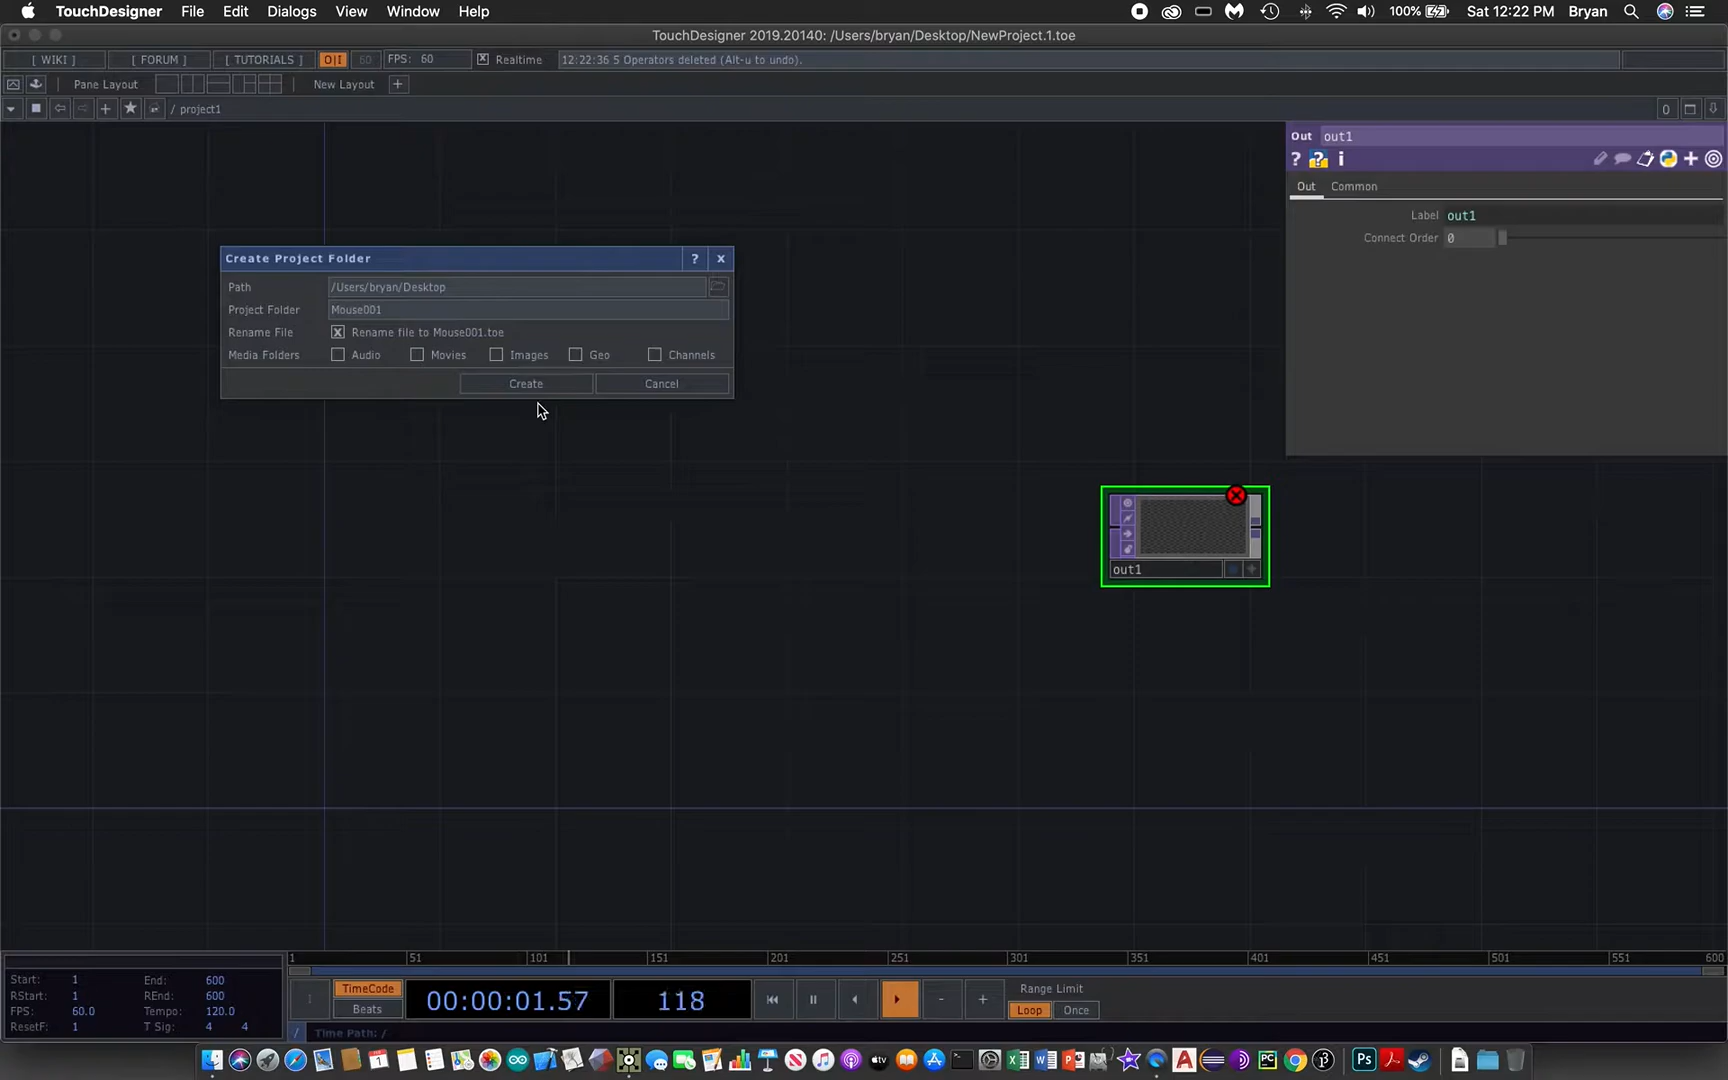 TouchDesigner File Edit Dialogs View Window Help 100% Sat 12:22 PM Bryan
TouchDesigner 2019.20140: /Users/bryan/Desktop/NewProject.1.toe
[ WIKI ] [ FORUM ] [ TUTORIALS ] O|I 60 FPS: 60 Realtime 12:22:36 5 Operators deleted (Alt-u to undo).
Pane Layout New Layout +
/ project1 0
Out out1
? ? i
Out Common
Label out1
Connect Order 0
Create Project Folder ? x
Path /Users/bryan/Desktop
Project Folder Mouse001
Rename File X Rename file to Mouse001.toe
Media Folders Audio Movies Images Geo Channels
Create Cancel
out1
1 51 101 151 201 251 301 351 401 451 501 551 600
Start: 1 End: 600
RStart: 1 REnd: 600
FPS: 60.0 Tempo: 120.0
ResetF: 1 T Sig: 4 4
TimeCode
Beats
00:00:01.57 118
- +
Range Limit
Loop Once
/ Time Path: /